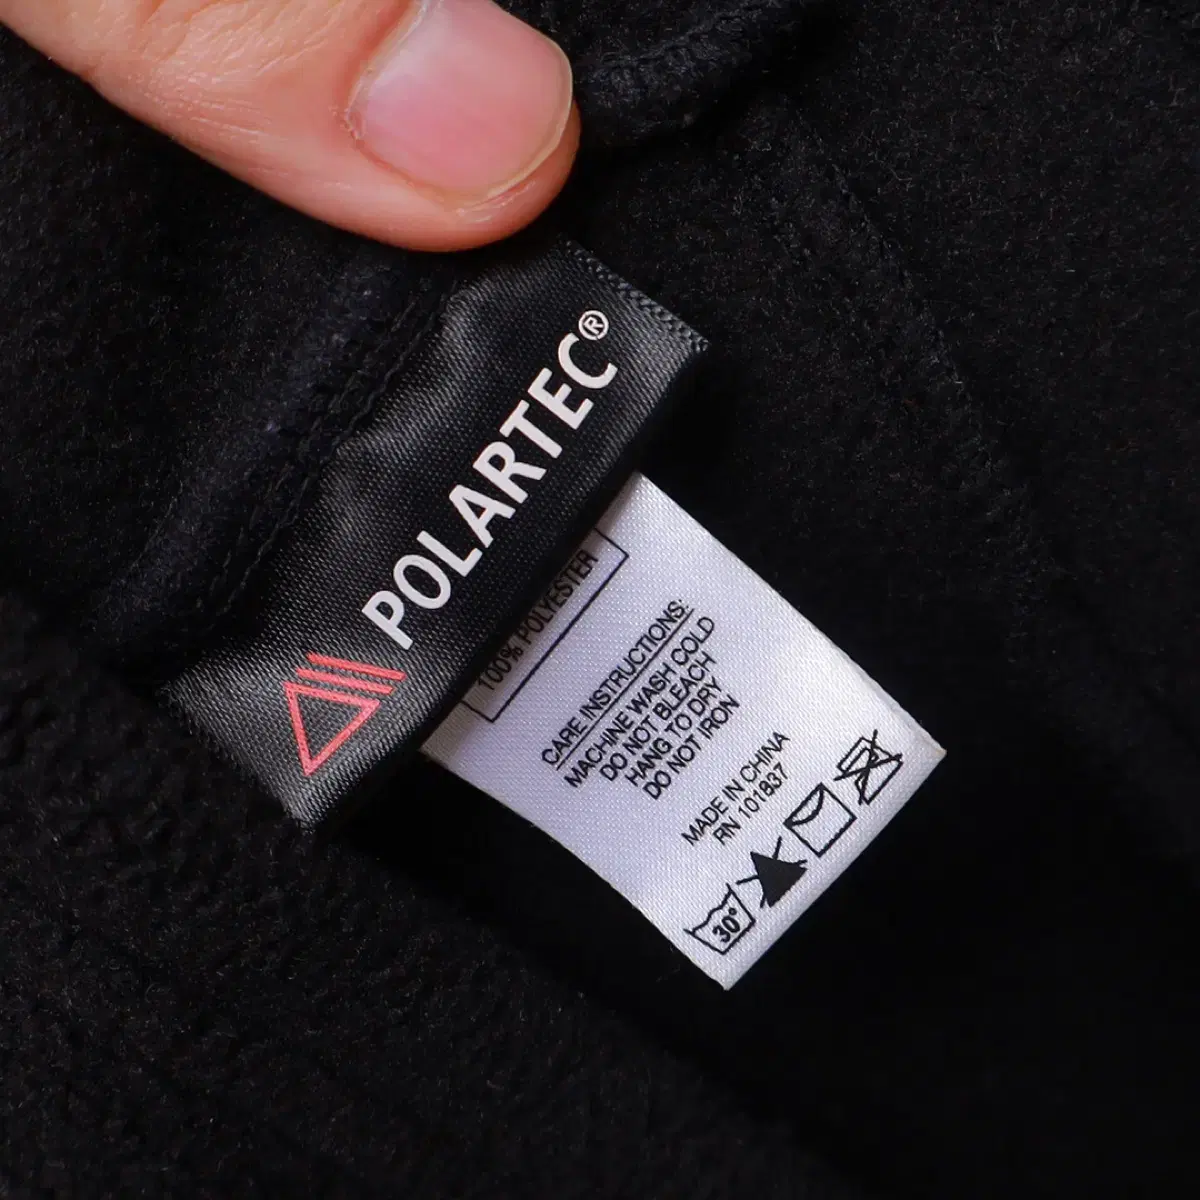 POLARTEC®
100% POLYESTER
CARE INSTRUCTIONS:
MACHINE WASH COLD
DO NOT BLEACH
HANG TO DRY
DO NOT IRON
MADE IN CHINA
RN 101837
30°